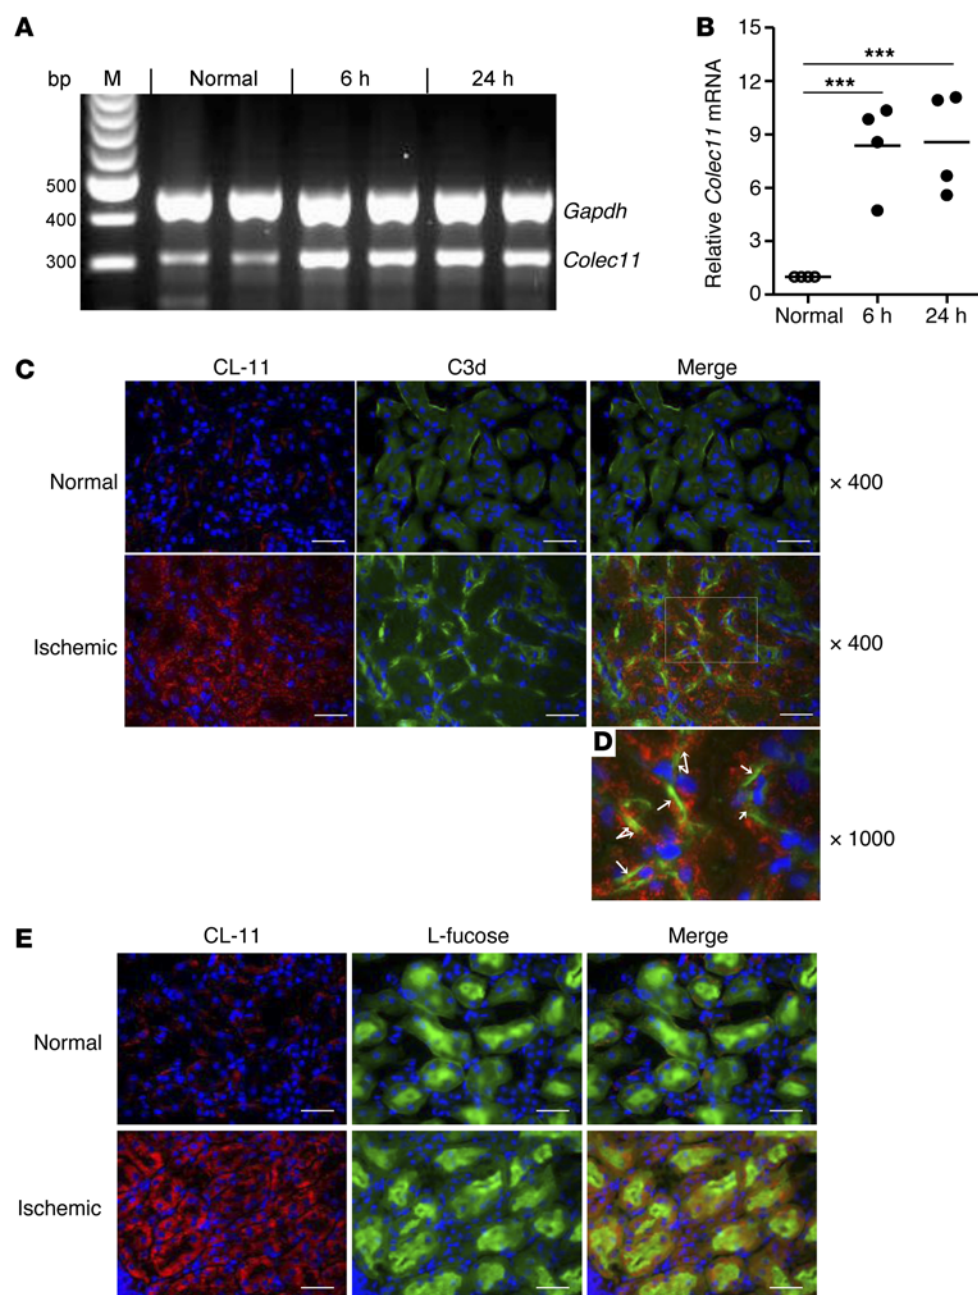 A
bp M Normal 6 h 24 h
500
400
300
Gapdh
Colec11
B
Relative Colec11 mRNA
15
12
9
6
3
0
***
***
Normal 6 h 24 h
C
CL-11 C3d Merge
Normal
× 400
Ischemic
× 400
D
× 1000
E
CL-11 L-fucose Merge
Normal
Ischemic